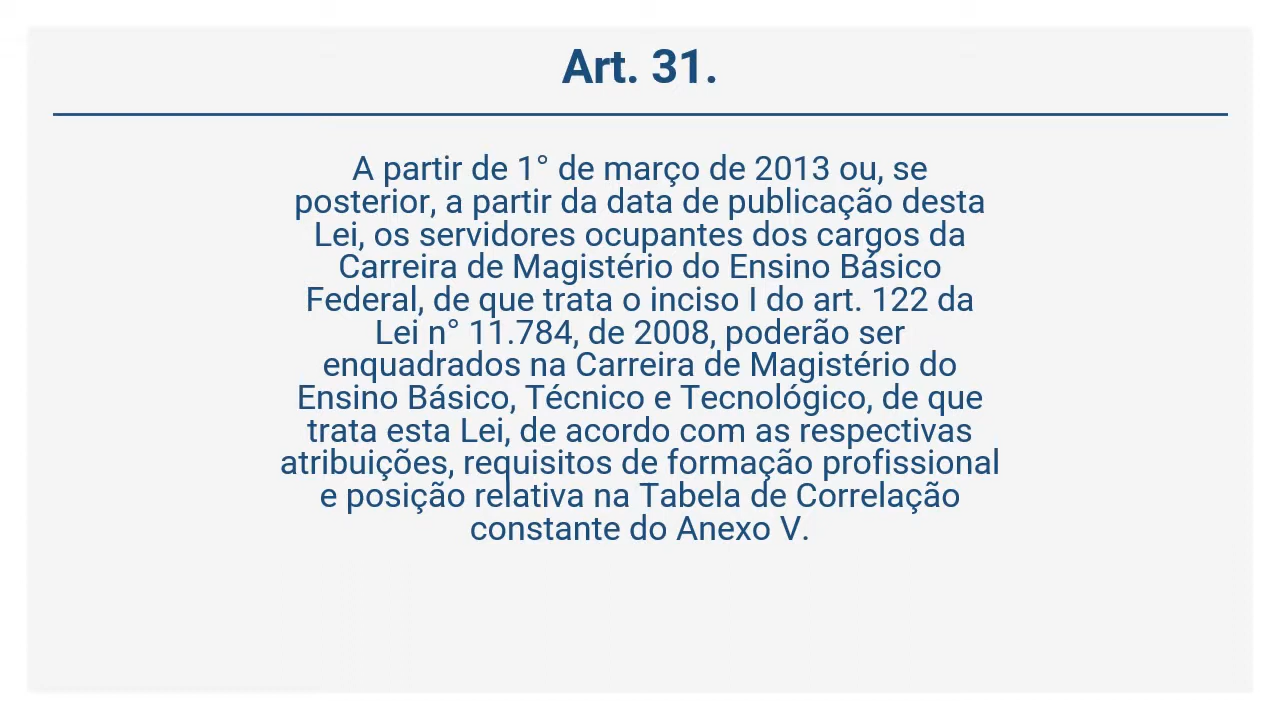 Art. 31.
A partir de 1° de março de 2013 ou, se
posterior, a partir da data de publicação desta
Lei, os servidores ocupantes dos cargos da
Carreira de Magistério do Ensino Básico
Federal, de que trata o inciso I do art. 122 da
Lei n° 11.784, de 2008, poderão ser
enquadrados na Carreira de Magistério do
Ensino Básico, Técnico e Tecnológico, de que
trata esta Lei, de acordo com as respectivas
atribuições, requisitos de formação profissional
e posição relativa na Tabela de Correlação
constante do Anexo V.